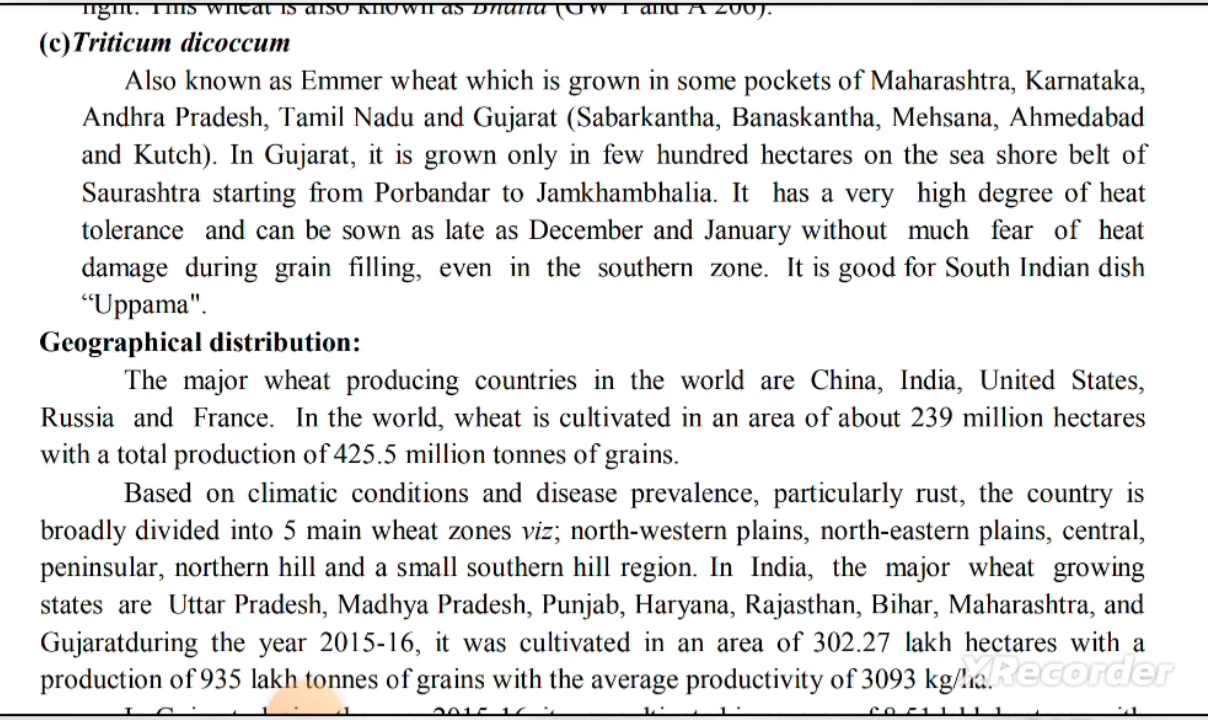 light. This wheat is also known as Bhalia (GW 1 and A 206).
(c)Triticum dicoccum
Also known as Emmer wheat which is grown in some pockets of Maharashtra, Karnataka,
Andhra Pradesh, Tamil Nadu and Gujarat (Sabarkantha, Banaskantha, Mehsana, Ahmedabad
and Kutch). In Gujarat, it is grown only in few hundred hectares on the sea shore belt of
Saurashtra starting from Porbandar to Jamkhambhalia. It has a very high degree of heat
tolerance and can be sown as late as December and January without much fear of heat
damage during grain filling, even in the southern zone. It is good for South Indian dish
“Uppama".
Geographical distribution:
The major wheat producing countries in the world are China, India, United States,
Russia and France. In the world, wheat is cultivated in an area of about 239 million hectares
with a total production of 425.5 million tonnes of grains.
Based on climatic conditions and disease prevalence, particularly rust, the country is
broadly divided into 5 main wheat zones viz; north-western plains, north-eastern plains, central,
peninsular, northern hill and a small southern hill region. In India, the major wheat growing
states are Uttar Pradesh, Madhya Pradesh, Punjab, Haryana, Rajasthan, Bihar, Maharashtra, and
Gujaratduring the year 2015-16, it was cultivated in an area of 302.27 lakh hectares with a
production of 935 lakh tonnes of grains with the average productivity of 3093 kg/ha.
XRecorder